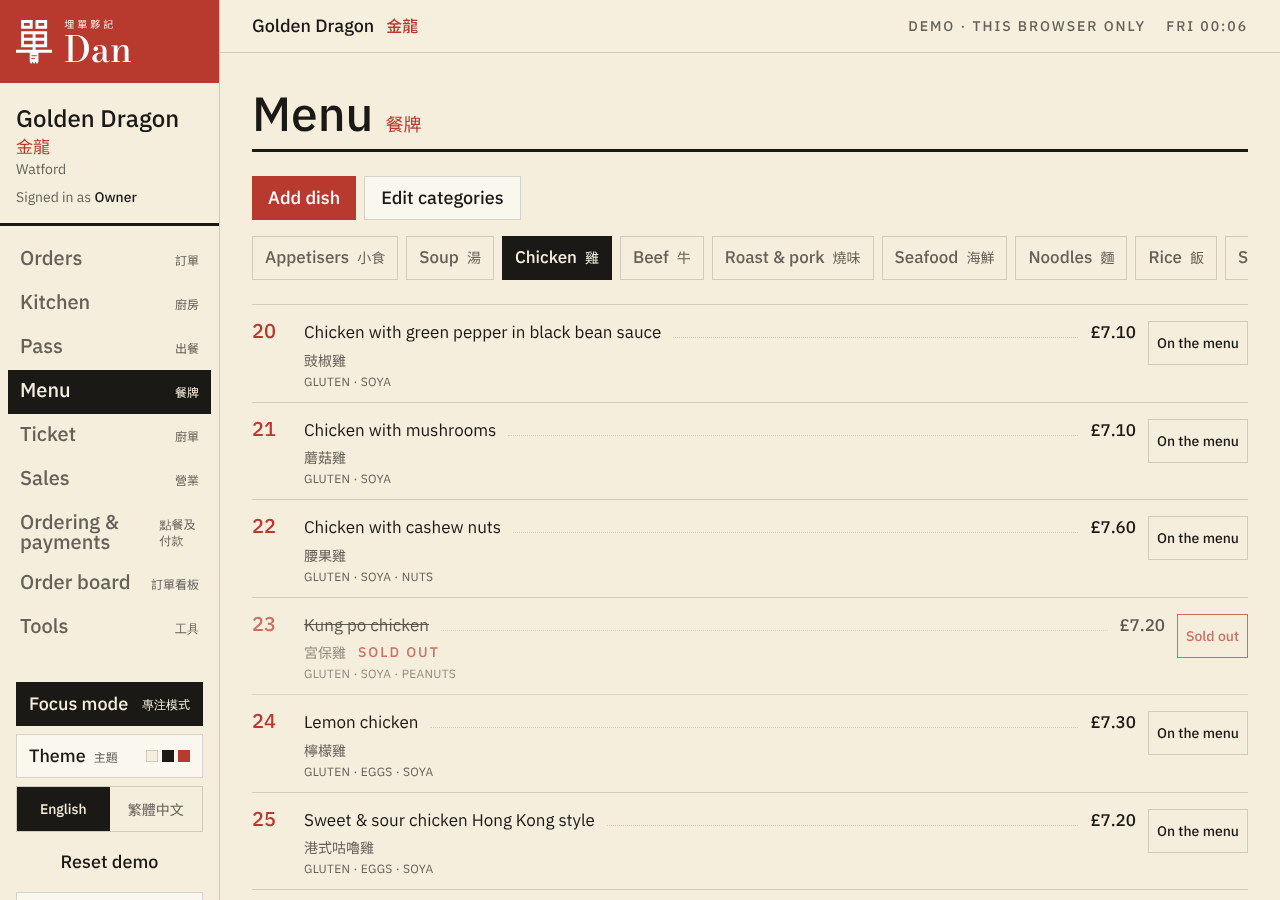 單
埋單夥記
Dan
Golden Dragon
金龍
Watford
Signed in as Owner
Orders 訂單
Kitchen 廚房
Pass 出餐
Menu 餐牌
Ticket 廚單
Sales 營業
Ordering & payments 點餐及付款
Order board 訂單看板
Tools 工具
Focus mode 專注模式
Theme 主題
English 繁體中文
Reset demo
Golden Dragon 金龍
DEMO · THIS BROWSER ONLY FRI 00:06
Menu 餐牌
Add dish Edit categories
Appetisers 小食 Soup 湯 Chicken 雞 Beef 牛 Roast & pork 燒味 Seafood 海鮮 Noodles 麵 Rice 飯 S
20 Chicken with green pepper in black bean sauce £7.10 On the menu
豉椒雞
GLUTEN · SOYA
21 Chicken with mushrooms £7.10 On the menu
蘑菇雞
GLUTEN · SOYA
22 Chicken with cashew nuts £7.60 On the menu
腰果雞
GLUTEN · SOYA · NUTS
23 Kung po chicken £7.20 Sold out
宮保雞 SOLD OUT
GLUTEN · SOYA · PEANUTS
24 Lemon chicken £7.30 On the menu
檸檬雞
GLUTEN · EGGS · SOYA
25 Sweet & sour chicken Hong Kong style £7.20 On the menu
港式咕嚕雞
GLUTEN · EGGS · SOYA